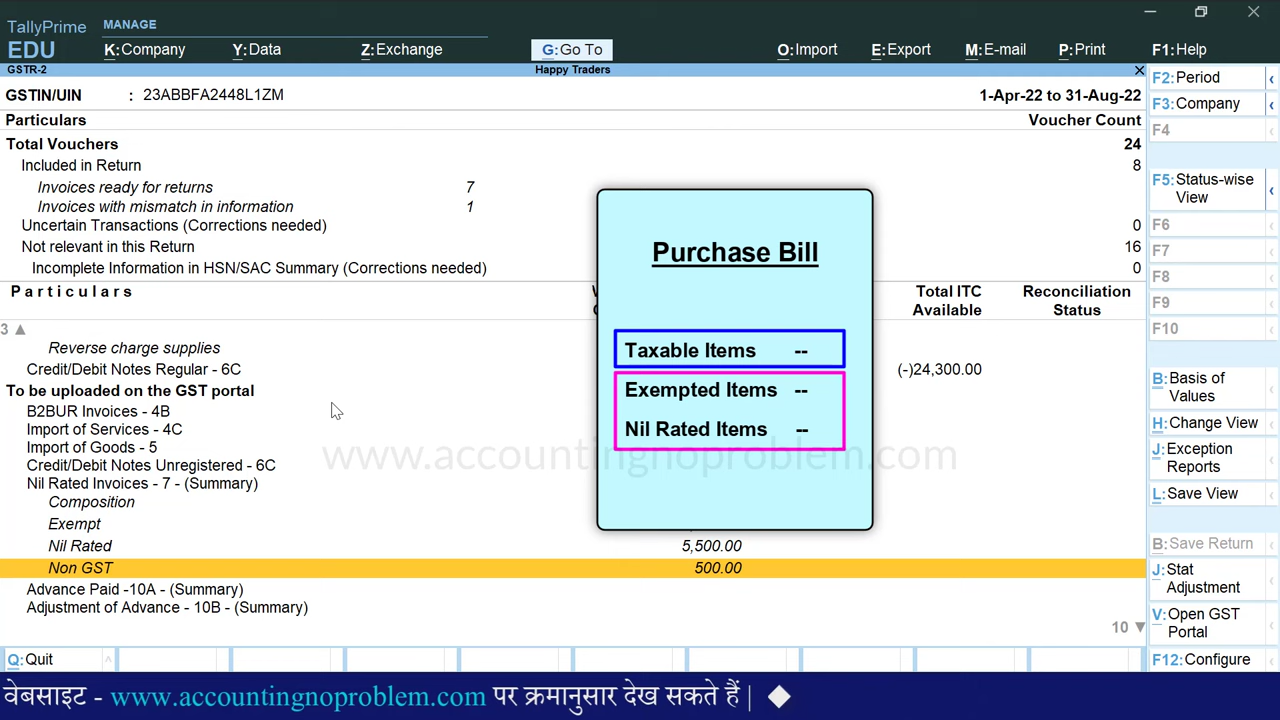 TallyPrime
MANAGE
EDU
K:Company
Y:Data
Z:Exchange
G:Go To
O:Import
E:Export
M:E-mail
P:Print
F1:Help
GSTR-2
Happy Traders
GSTIN/UIN : 23ABBFA2448L1ZM
1-Apr-22 to 31-Aug-22
Particulars
Voucher Count
Total Vouchers 24
Included in Return 8
Invoices ready for returns 7
Invoices with mismatch in information 1
Uncertain Transactions (Corrections needed) 0
Not relevant in this Return 16
Incomplete Information in HSN/SAC Summary (Corrections needed) 0
Particulars
Total ITC
Available
Reconciliation
Status
3 ▲
Reverse charge supplies
Credit/Debit Notes Regular - 6C (-)24,300.00
To be uploaded on the GST portal
B2BUR Invoices - 4B
Import of Services - 4C
Import of Goods - 5
Credit/Debit Notes Unregistered - 6C
Nil Rated Invoices - 7 - (Summary)
Composition
Exempt
Nil Rated 5,500.00
Non GST 500.00
Advance Paid -10A - (Summary)
Adjustment of Advance - 10B - (Summary)
10 ▼
Purchase Bill
Taxable Items --
Exempted Items --
Nil Rated Items --
www.accountingnoproblem.com
F2:Period
F3:Company
F4
F5:Status-wise
View
F6
F7
F8
F9
F10
B:Basis of
Values
H:Change View
J:Exception
Reports
L:Save View
B:Save Return
J:Stat
Adjustment
V:Open GST
Portal
F12:Configure
Q:Quit
वेबसाइट - www.accountingnoproblem.com पर क्रमानुसार देख सकते हैं | ◆